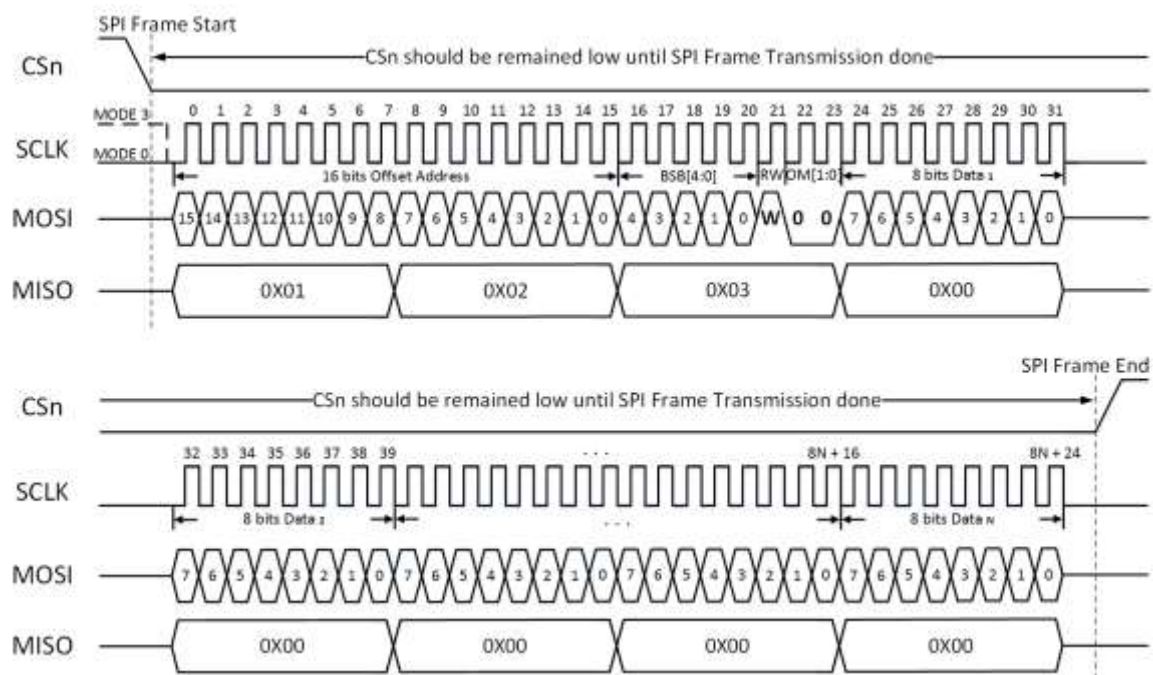 SPI Frame Start
CSn
CSn should be remained low until SPI Frame Transmission done
MODE 3
0 1 2 3 4 5 6 7 8 9 10 11 12 13 14 15 16 17 18 19 20 21 22 23 24 25 26 27 28 29 30 31
SCLK
MODE 0
16 bits Offset Address
BSB[4:0]
RW
OM[1:0]
8 bits Data 1
MOSI
15 14 13 12 11 10 9 8 7 6 5 4 3 2 1 0 4 3 2 1 0 W 0 0 7 6 5 4 3 2 1 0
MISO
0X01 0X02 0X03 0X00
SPI Frame End
CSn
CSn should be remained low until SPI Frame Transmission done
32 33 34 35 36 37 38 39 · · · 8N + 16 8N + 24
SCLK
8 bits Data 2
. . .
8 bits Data N
MOSI
7 6 5 4 3 2 1 0 7 6 5 4 3 2 1 0 7 6 5 4 3 2 1 0 7 6 5 4 3 2 1 0
MISO
0X00 0X00 0X00 0X00